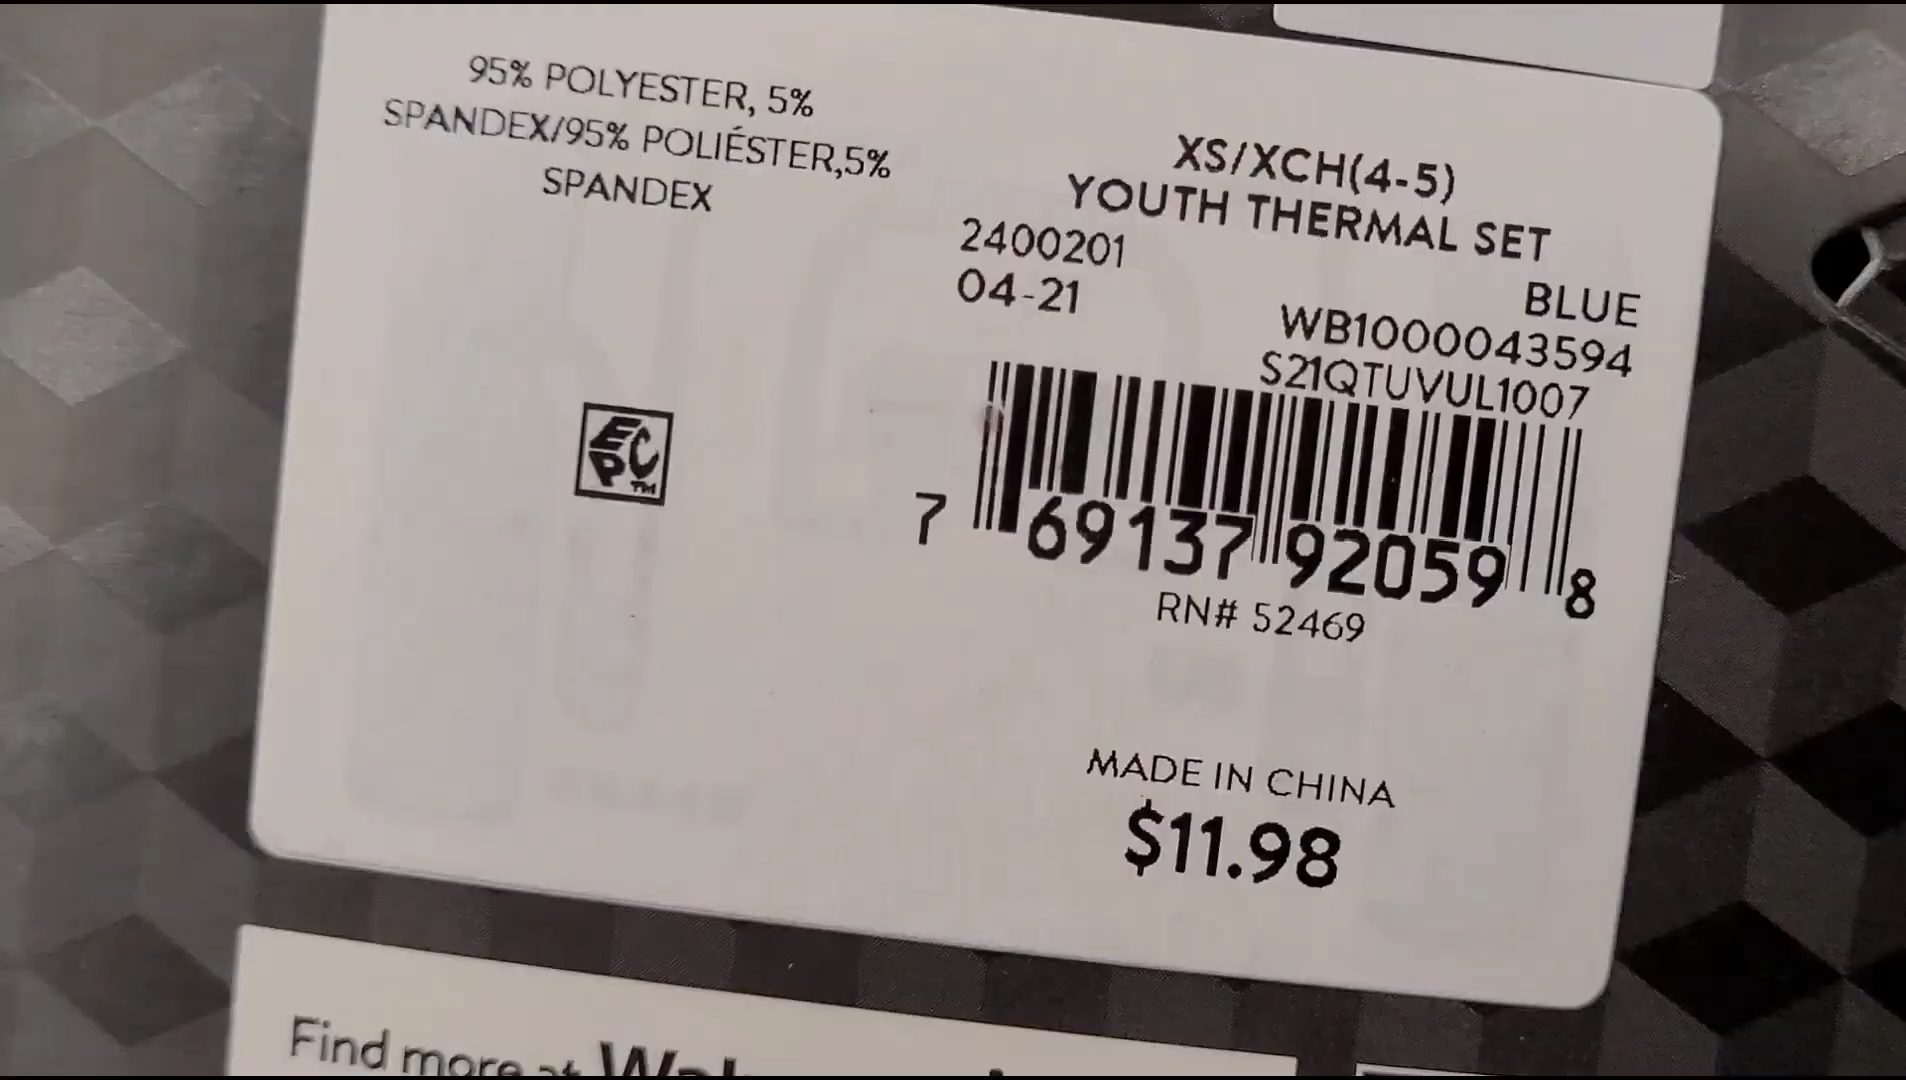 95% POLYESTER, 5%
SPANDEX/95% POLIÉSTER,5%
SPANDEX
XS/XCH(4-5)
YOUTH THERMAL SET
2400201
04-21
BLUE
WB1000043594
S21QTUVUL1007
ECP™
7 69137 92059 8
RN# 52469
MADE IN CHINA
$11.98
Find more at